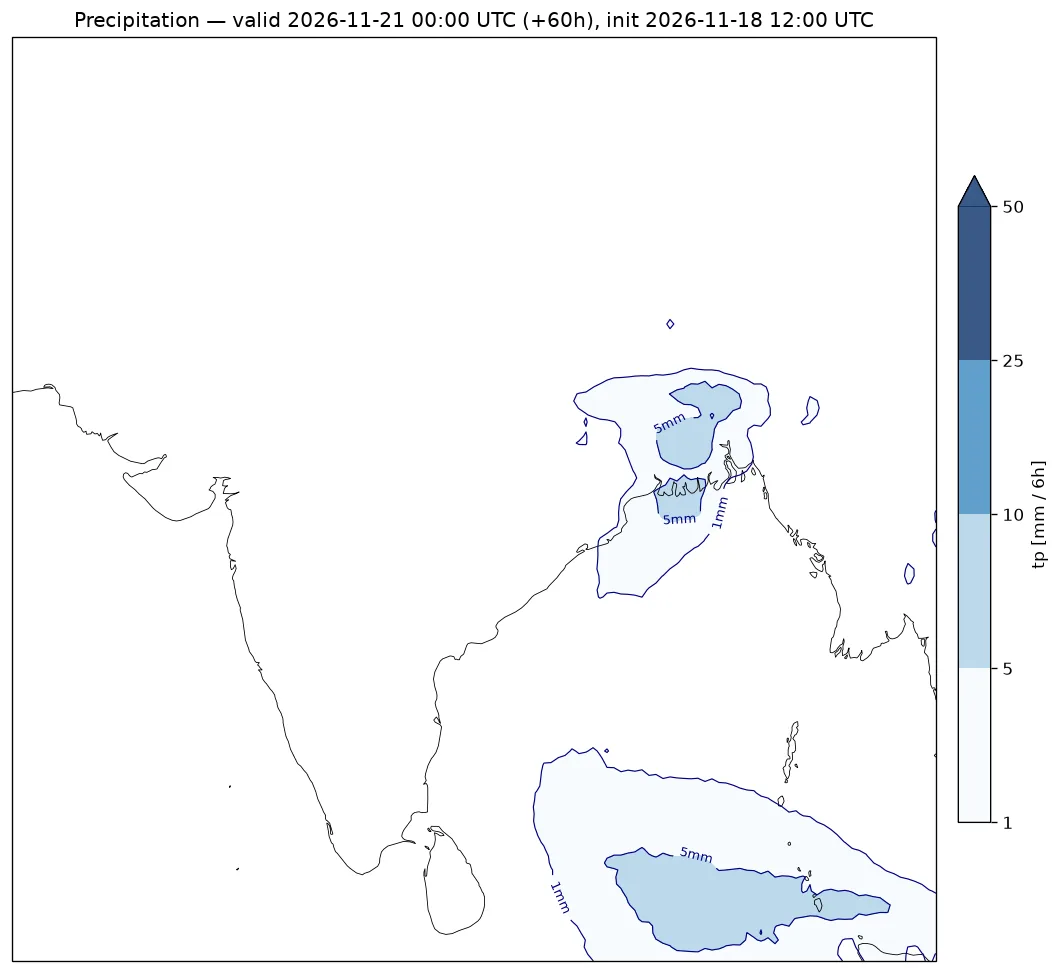 Precipitation — valid 2026-11-21 00:00 UTC (+60h), init 2026-11-18 12:00 UTC
50
25
10
5
1
tp [mm / 6h]
5mm
5mm
1mm
5mm
1mm